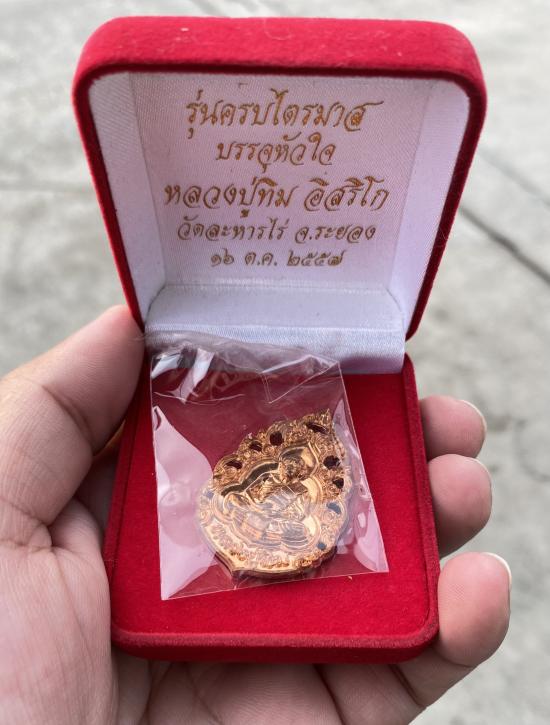 รุ่นครบไตรมาส
บรรจุหัวใจ
หลวงปู่ทิม อิสริโก
วัดละหารไร่ จ.ระยอง
๑๖ ต.ค. ๒๕๕๗